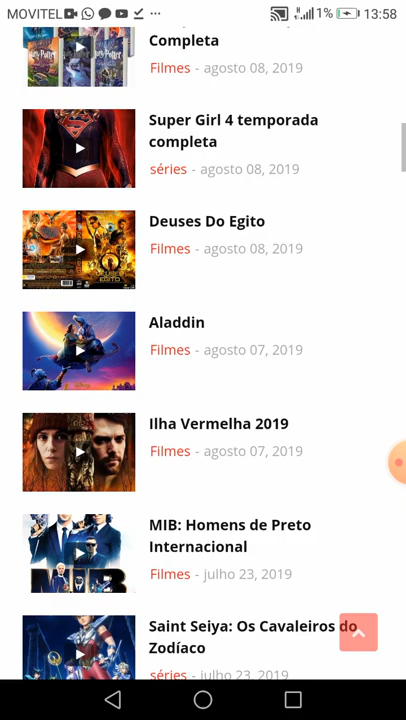 MOVITEL 1% 13:58
Completa
Filmes - agosto 08, 2019
Super Girl 4 temporada
completa
séries - agosto 08, 2019
Deuses Do Egito
Filmes - agosto 08, 2019
Aladdin
Filmes - agosto 07, 2019
Ilha Vermelha 2019
Filmes - agosto 07, 2019
MIB: Homens de Preto
Internacional
Filmes - julho 23, 2019
Saint Seiya: Os Cavaleiros do
Zodíaco
séries - julho 23, 2019